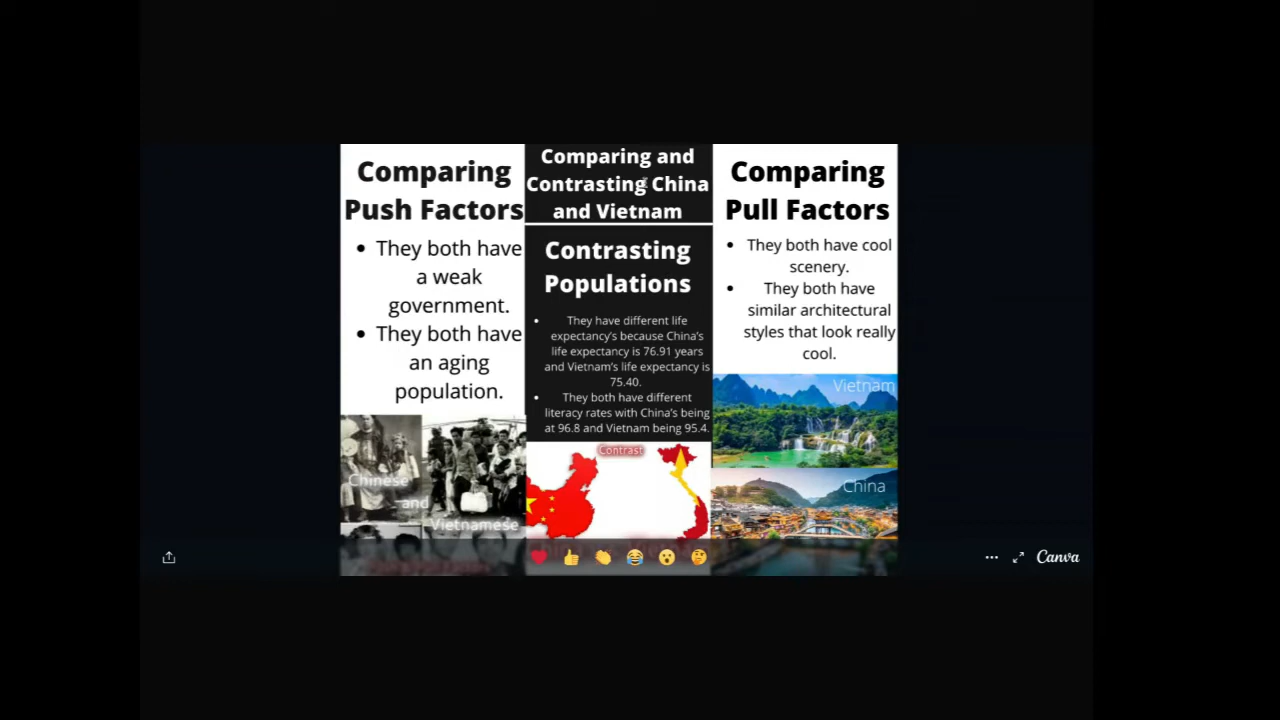 Comparing
Push Factors
They both have
a weak
government.
They both have
an aging
population.
Chinese
and
Vietnamese
Comparing and
Contrasting China
and Vietnam
Contrasting
Populations
They have different life
expectancy's because China's
life expectancy is 76.91 years
and Vietnam's life expectancy is
75.40.
They both have different
literacy rates with China's being
at 96.8 and Vietnam being 95.4.
Contrast
Comparing
Pull Factors
They both have cool
scenery.
They both have
similar architectural
styles that look really
cool.
Vietnam
China
Canva